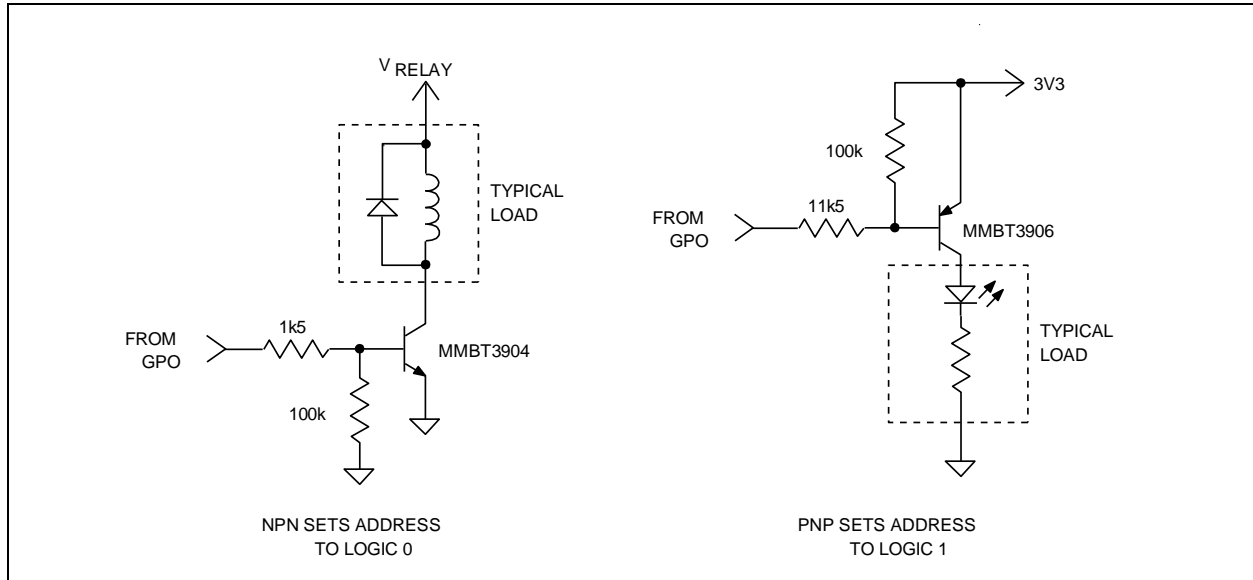 V RELAY
TYPICAL
LOAD
FROM
GPO
1k5
MMBT3904
100k
NPN SETS ADDRESS
TO LOGIC 0
3V3
100k
FROM
GPO
11k5
MMBT3906
TYPICAL
LOAD
PNP SETS ADDRESS
TO LOGIC 1